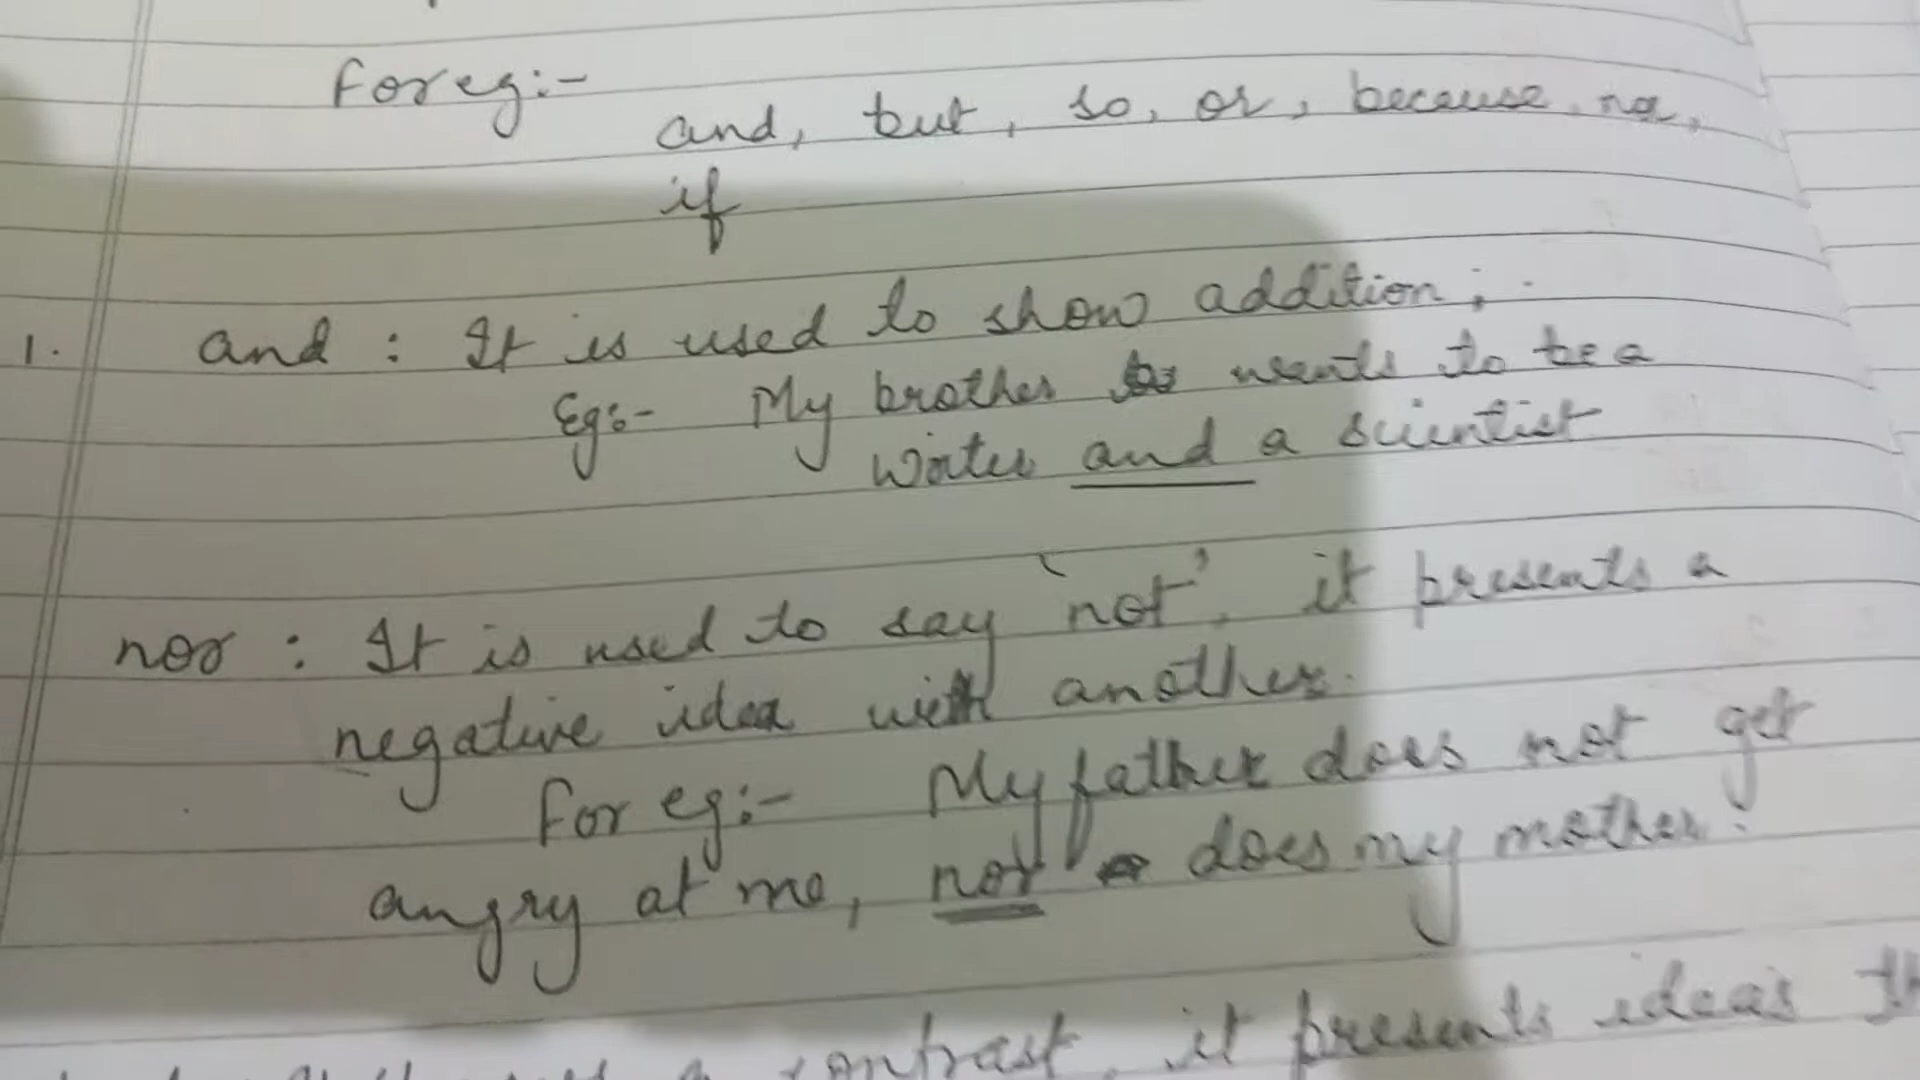 For eg:-
and, but, so, or, because, nor,
if
1. and : It is used to show addition ;
Eg:- My brother wants to be a
writer and a scientist
nor : It is used to say 'not', it presents a
negative idea with another.
For eg:- My father does not get
angry at me, nor does my mother.
contrast, it presents ideas